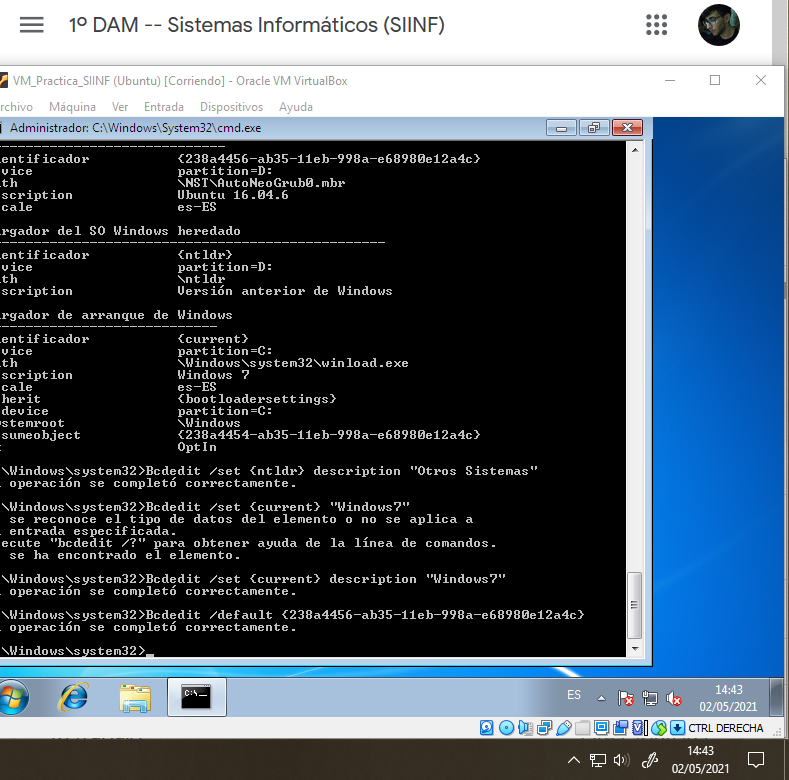 1º DAM -- Sistemas Informáticos (SIINF)
VM_Practica_SIINF (Ubuntu) [Corriendo] - Oracle VM VirtualBox
rchivo Máquina Ver Entrada Dispositivos Ayuda
Administrador: C:\Windows\System32\cmd.exe
-----------------------------
entificador {238a4456-ab35-11eb-998a-e68980e12a4c}
vice partition=D:
th \NST\AutoNeoGrub0.mbr
scription Ubuntu 16.04.6
cale es-ES
rgador del SO Windows heredado
------------------------------------------------
entificador {ntldr}
vice partition=D:
th \ntldr
scription Versión anterior de Windows
rgador de arranque de Windows
----------------------------
entificador {current}
vice partition=C:
th \Windows\system32\winload.exe
scription Windows 7
cale es-ES
herit {bootloadersettings}
device partition=C:
stemroot \Windows
sumeobject {238a4454-ab35-11eb-998a-e68980e12a4c}
OptIn
\Windows\system32>Bcdedit /set {ntldr} description "Otros Sistemas"
operación se completó correctamente.
\Windows\system32>Bcdedit /set {current} "Windows7"
se reconoce el tipo de datos del elemento o no se aplica a
entrada especificada.
ecute "bcdedit /?" para obtener ayuda de la línea de comandos.
se ha encontrado el elemento.
\Windows\system32>Bcdedit /set {current} description "Windows7"
operación se completó correctamente.
\Windows\system32>Bcdedit /default {238a4456-ab35-11eb-998a-e68980e12a4c}
operación se completó correctamente.
\Windows\system32>_
C:\_
ES
14:43
02/05/2021
CTRL DERECHA
14:43
02/05/2021